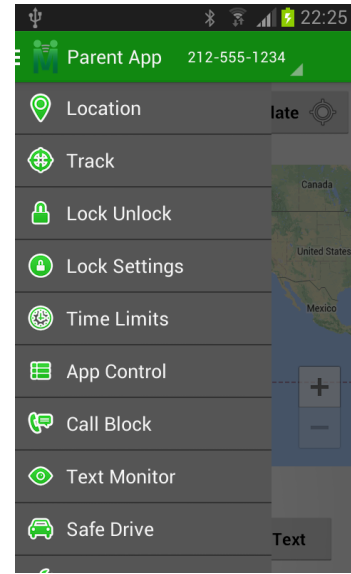 22:25
Parent App 212-555-1234
Location
late
Track
Canada
Lock Unlock
United States
Lock Settings
Mexico
Time Limits
App Control
+
Call Block
−
Text Monitor
Safe Drive
Text